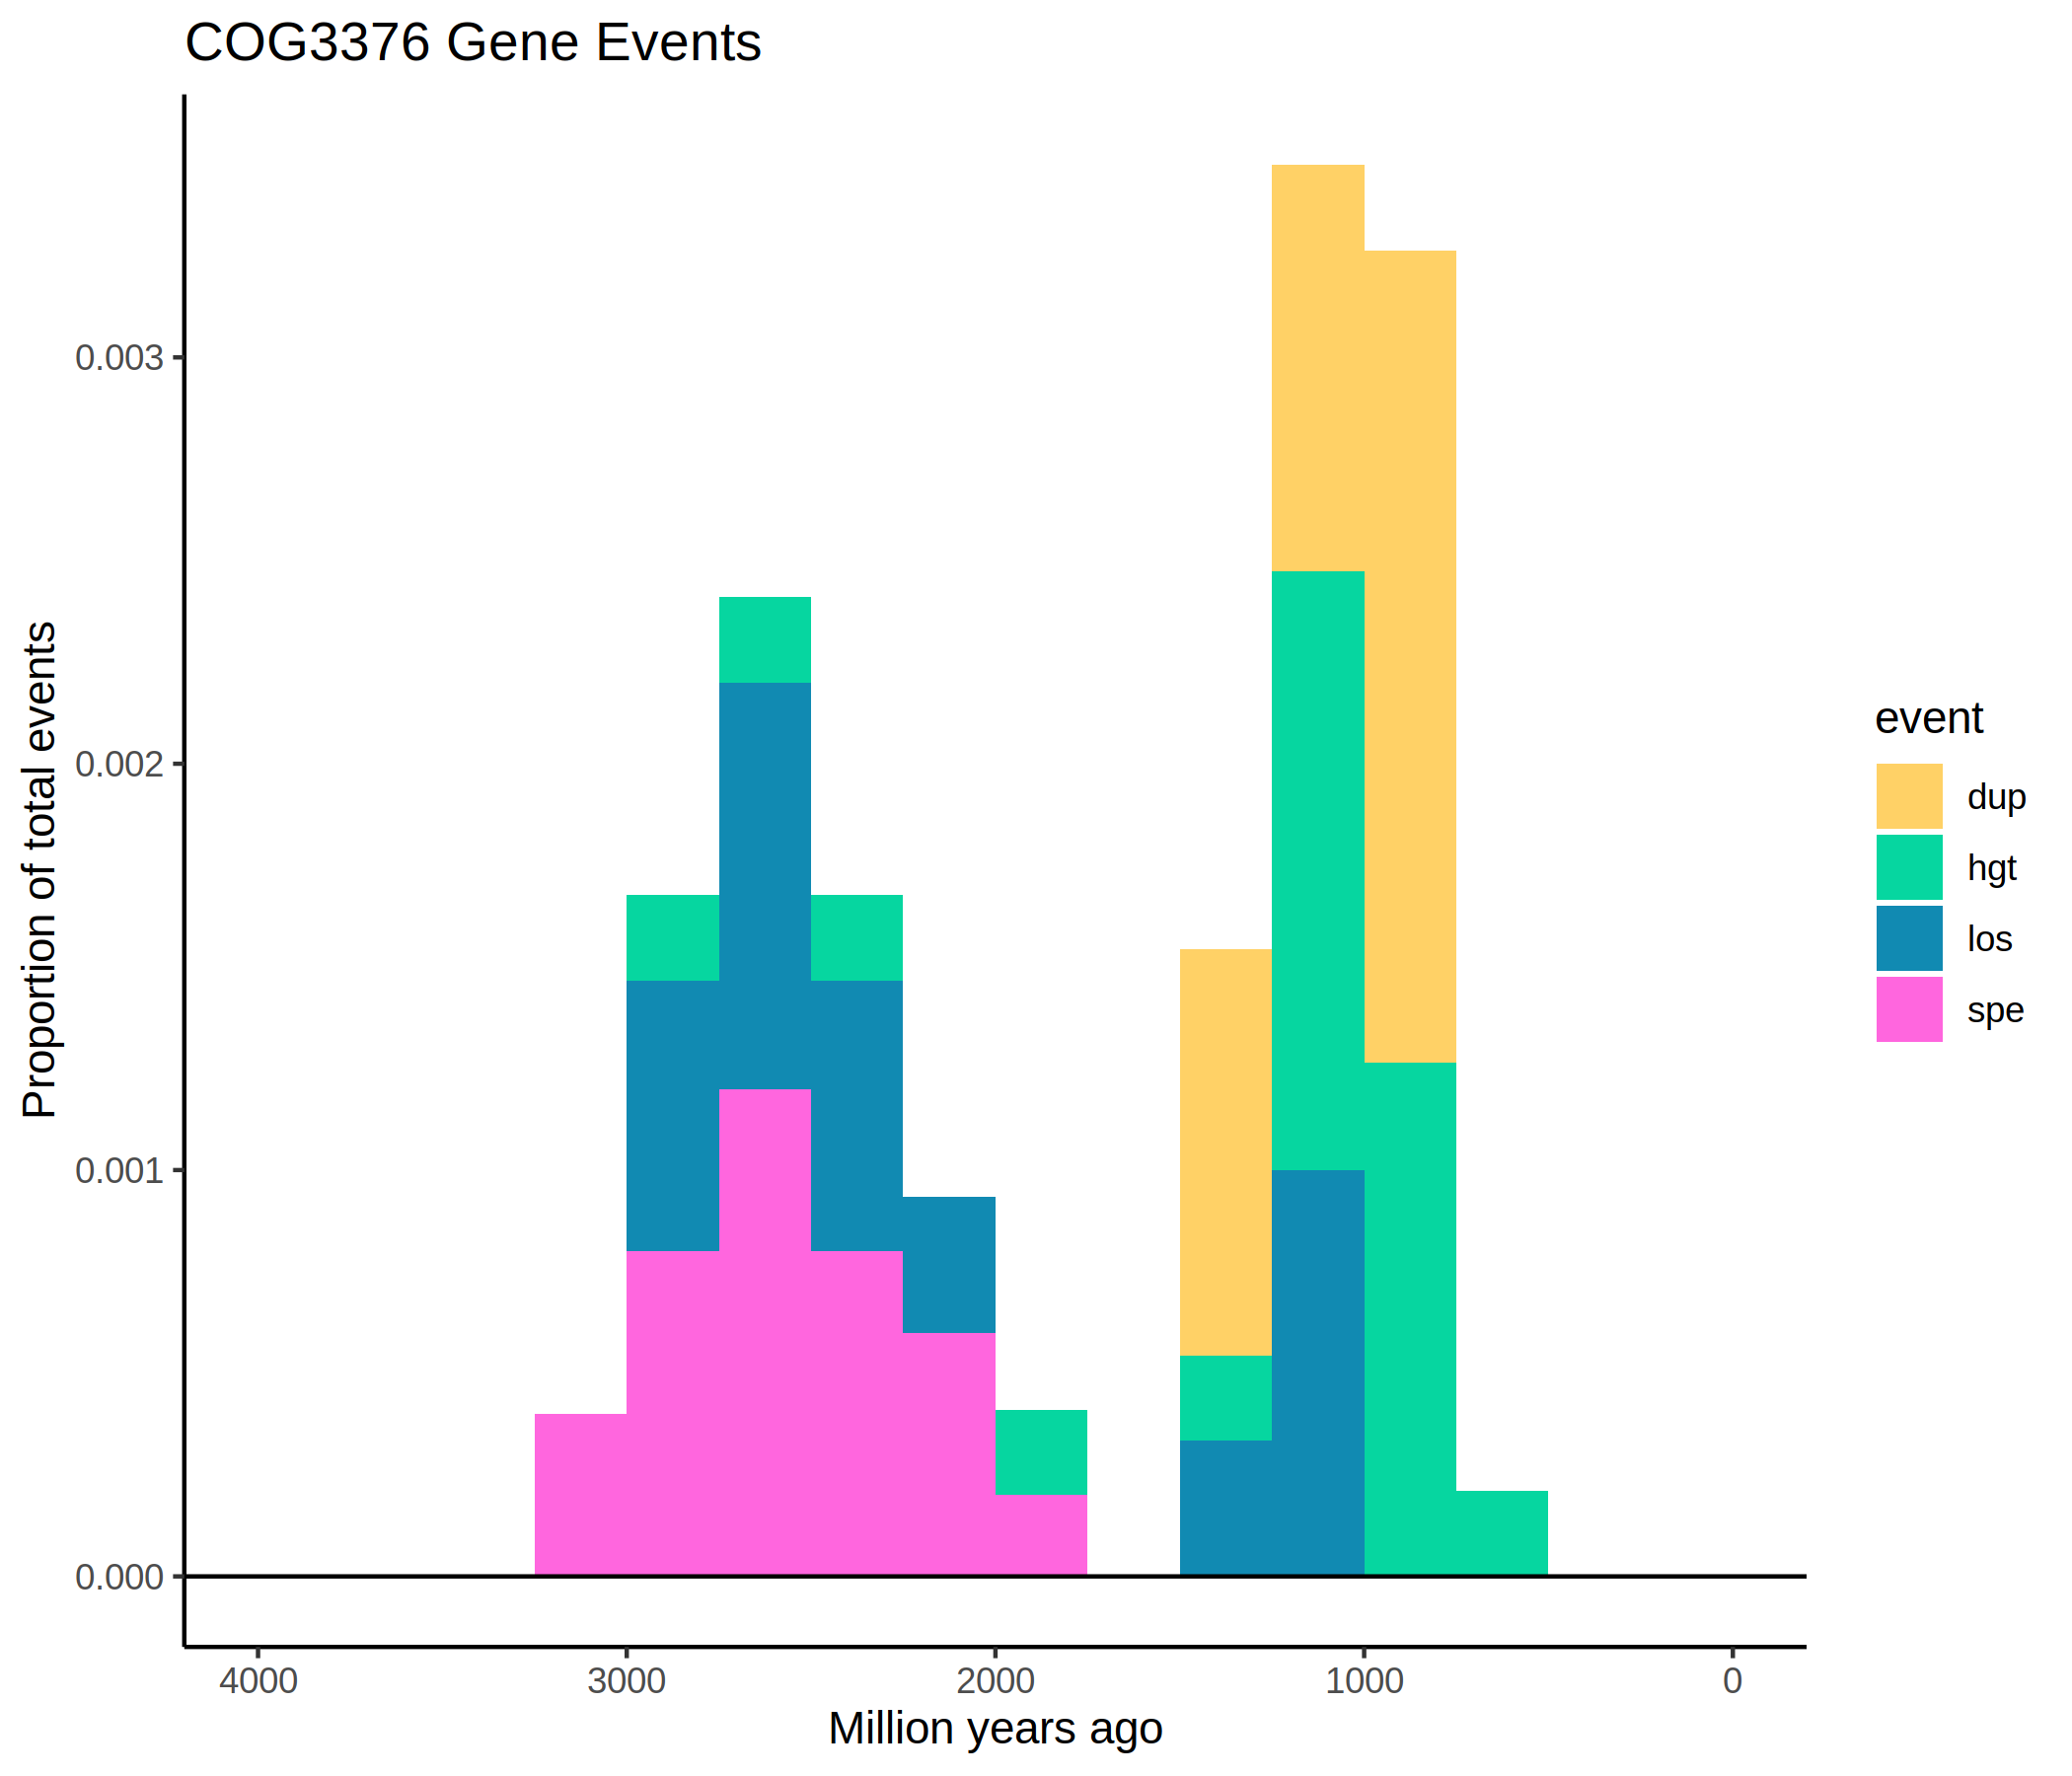 COG3376 Gene Events
Proportion of total events
0.003
0.002
0.001
0.000
4000 3000 2000 1000 0
Million years ago
event
dup
hgt
los
spe